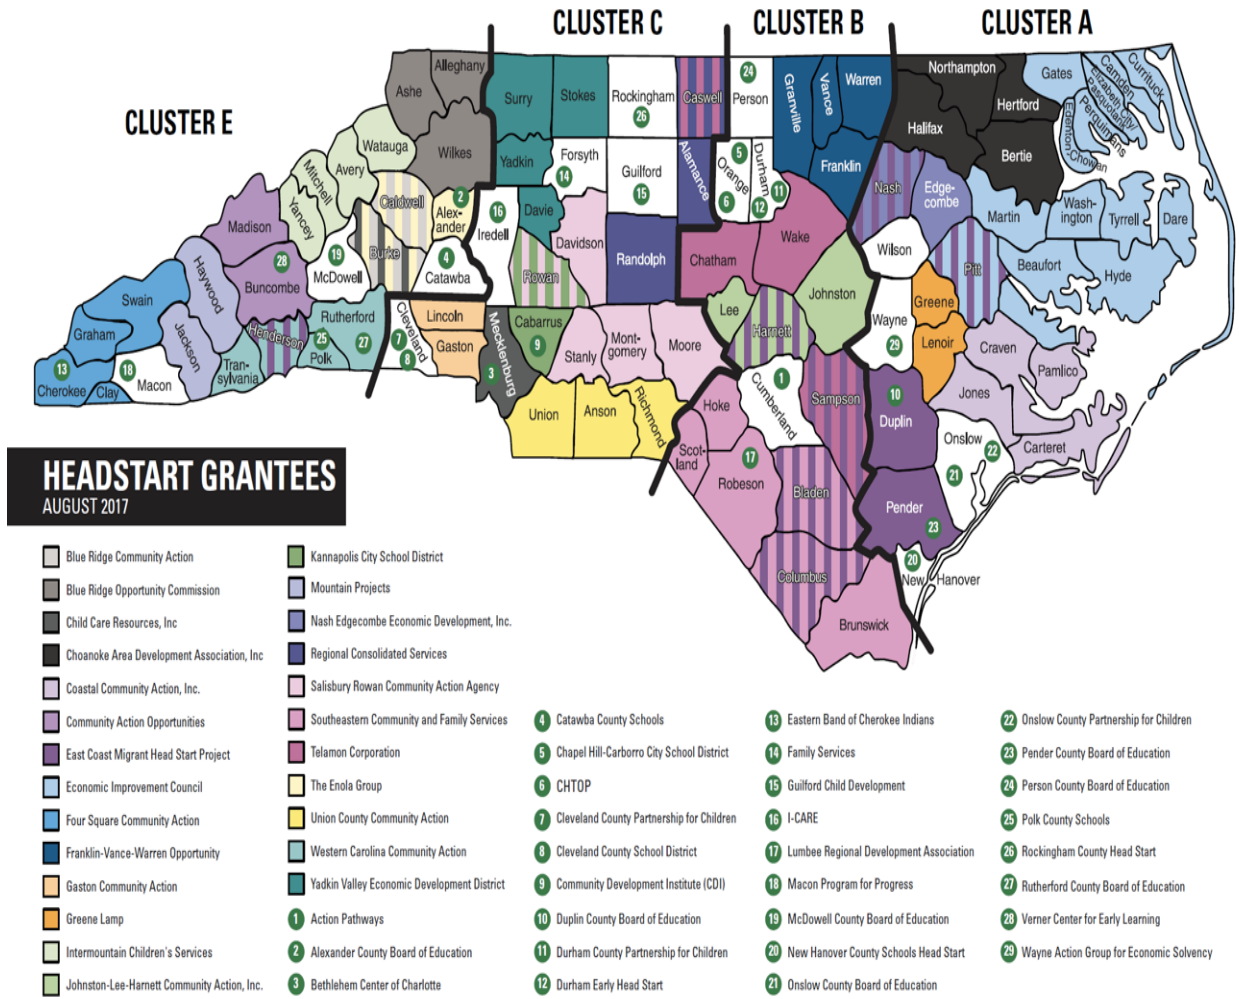 CLUSTER C
CLUSTER B
CLUSTER A
CLUSTER E
Alleghany
Ashe
Surry
Stokes
Rockingham
26
Caswell
24
Person
Granville
Vance
Warren
Northampton
Hertford
Halifax
Bertie
Gates
Camden
Currituck
Elizabeth City/
Pasquotank
Perquimans
Edenton-Chowan
Watauga
Wilkes
Yadkin
Forsyth
14
Guilford
15
Alamance
5
Orange
6
Durham
11
12
Franklin
Nash
Edge-
combe
Martin
Wash-
ington
Tyrrell
Dare
Mitchell
Avery
Yancey
Caldwell
2
Alex-
ander
16
Iredell
Davie
Davidson
Randolph
Chatham
Wake
Wilson
Pitt
Beaufort
Hyde
Madison
28
Buncombe
19
McDowell
Burke
4
Catawba
Rowan
Johnston
Greene
Haywood
Swain
Graham
Jackson
Henderson
Rutherford
25
27
Polk
Tran-
sylvania
Cleveland
7
8
Lincoln
Gaston
Mecklenburg
3
Cabarrus
9
Stanly
Mont-
gomery
Moore
Lee
Harnett
Wayne
29
Lenoir
Craven
Pamlico
Jones
13
Cherokee
Clay
18
Macon
Union
Anson
Richmond
Hoke
Scot-
land
Cumberland
1
Sampson
10
Duplin
Onslow
22
21
Carteret
17
Robeson
Bladen
Pender
23
20
New Hanover
Columbus
Brunswick
HEADSTART GRANTEES
AUGUST 2017
Blue Ridge Community Action
Blue Ridge Opportunity Commission
Child Care Resources, Inc
Choanoke Area Development Association, Inc
Coastal Community Action, Inc.
Community Action Opportunities
East Coast Migrant Head Start Project
Economic Improvement Council
Four Square Community Action
Franklin-Vance-Warren Opportunity
Gaston Community Action
Greene Lamp
Intermountain Children's Services
Johnston-Lee-Harnett Community Action, Inc.
Kannapolis City School District
Mountain Projects
Nash Edgecombe Economic Development, Inc.
Regional Consolidated Services
Salisbury Rowan Community Action Agency
Southeastern Community and Family Services
Telamon Corporation
The Enola Group
Union County Community Action
Western Carolina Community Action
Yadkin Valley Economic Development District
1 Action Pathways
2 Alexander County Board of Education
3 Bethlehem Center of Charlotte
4 Catawba County Schools
5 Chapel Hill-Carborro City School District
6 CHTOP
7 Cleveland County Partnership for Children
8 Cleveland County School District
9 Community Development Institute (CDI)
10 Duplin County Board of Education
11 Durham County Partnership for Children
12 Durham Early Head Start
13 Eastern Band of Cherokee Indians
14 Family Services
15 Guilford Child Development
16 I-CARE
17 Lumbee Regional Development Association
18 Macon Program for Progress
19 McDowell County Board of Education
20 New Hanover County Schools Head Start
21 Onslow County Board of Education
22 Onslow County Partnership for Children
23 Pender County Board of Education
24 Person County Board of Education
25 Polk County Schools
26 Rockingham County Head Start
27 Rutherford County Board of Education
28 Verner Center for Early Learning
29 Wayne Action Group for Economic Solvency